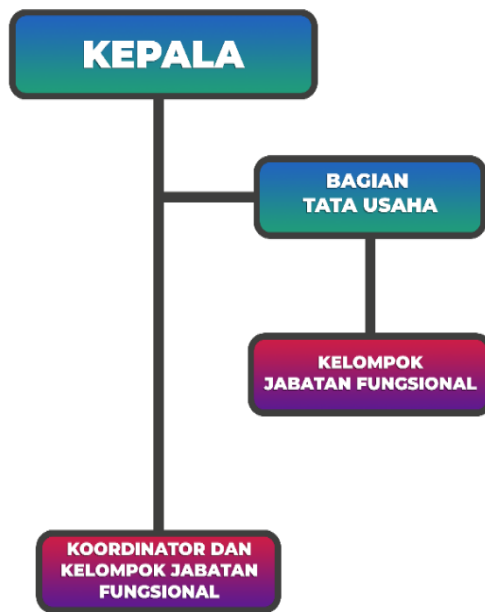 KEPALA
BAGIAN
TATA USAHA
KELOMPOK
JABATAN FUNGSIONAL
KOORDINATOR DAN
KELOMPOK JABATAN
FUNGSIONAL